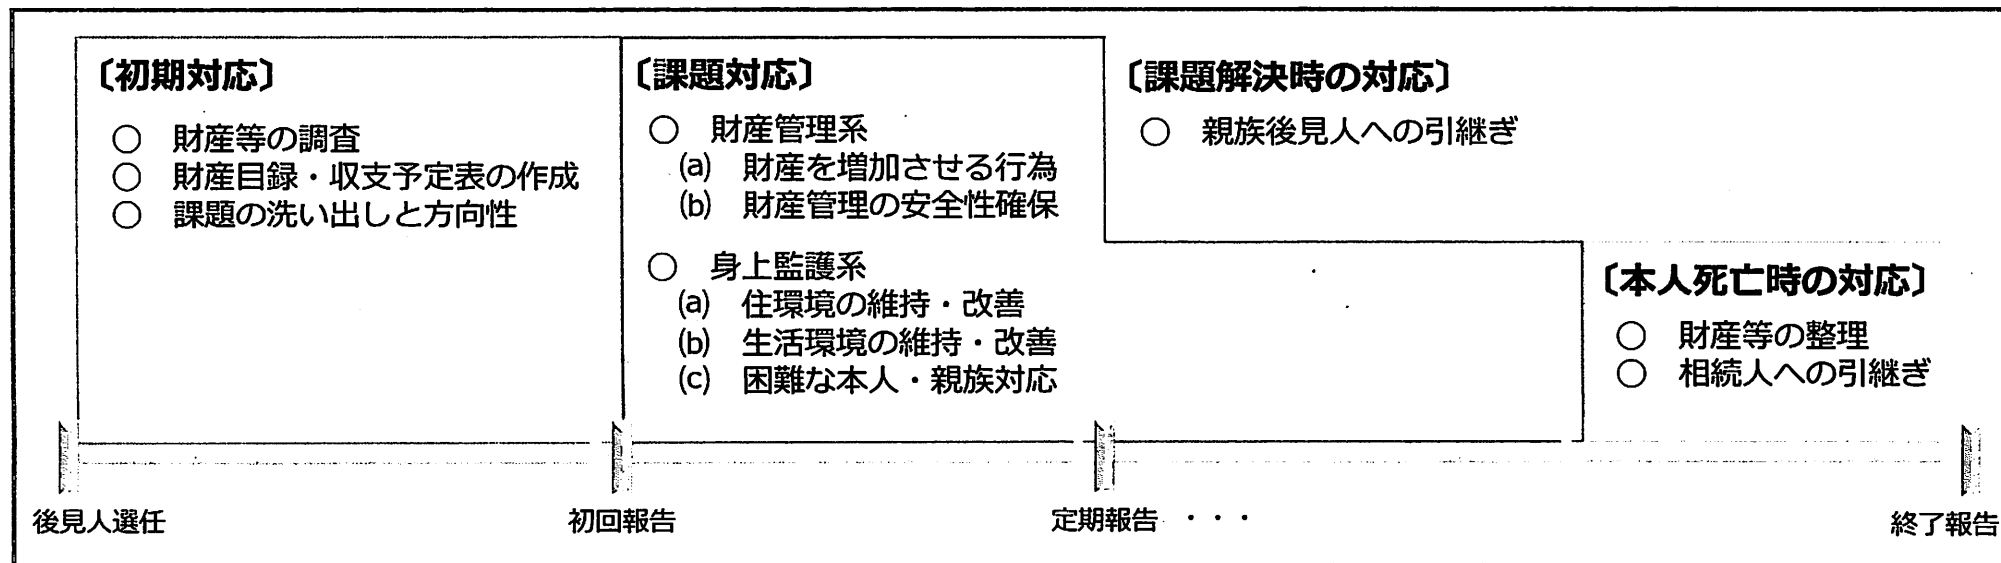 〔初期対応〕
○ 財産等の調査
○ 財産目録・収支予定表の作成
○ 課題の洗い出しと方向性
〔課題対応〕
○ 財産管理系
(a) 財産を増加させる行為
(b) 財産管理の安全性確保
○ 身上監護系
(a) 住環境の維持・改善
(b) 生活環境の維持・改善
(c) 困難な本人・親族対応
〔課題解決時の対応〕
○ 親族後見人への引継ぎ
〔本人死亡時の対応〕
○ 財産等の整理
○ 相続人への引継ぎ
後見人選任
初回報告
定期報告 ・・・
終了報告